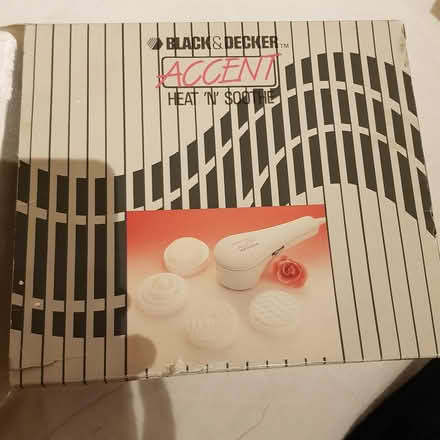 BLACK & DECKER™
ACCENT
HEAT 'N' SOOTHE